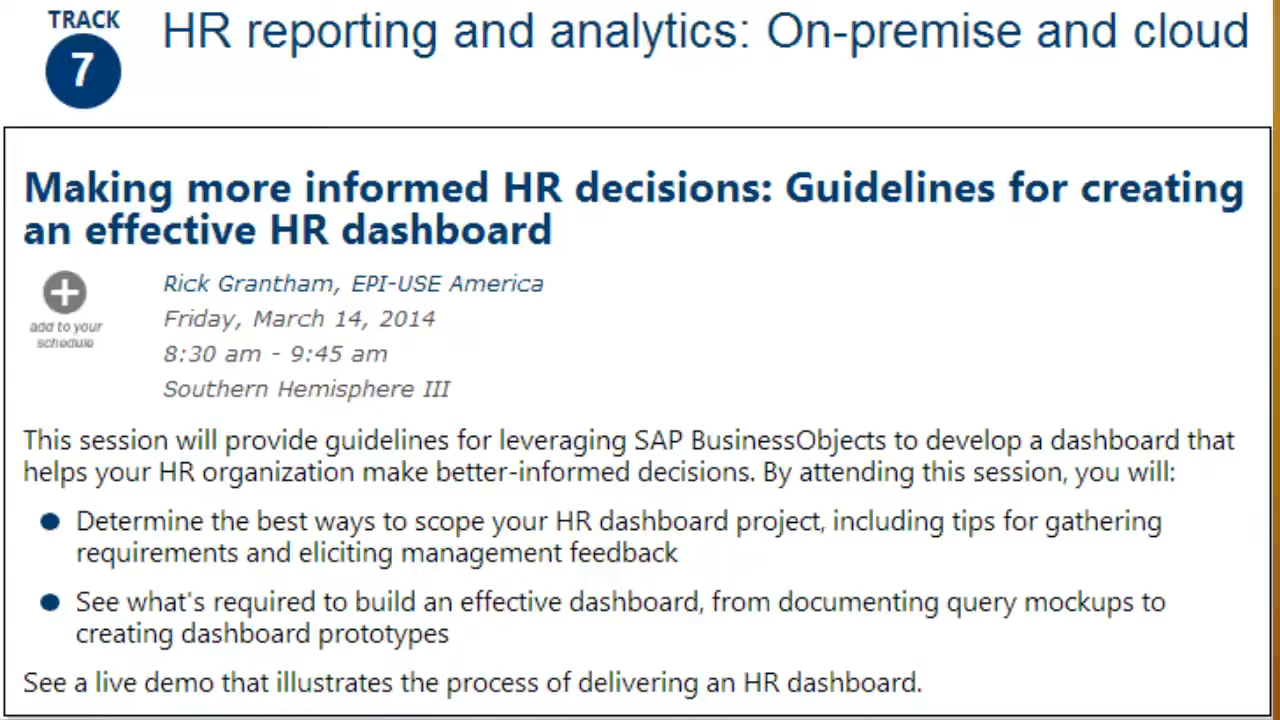 TRACK
7
HR reporting and analytics: On-premise and cloud
Making more informed HR decisions: Guidelines for creating
an effective HR dashboard
add to your
schedule
Rick Grantham, EPI-USE America
Friday, March 14, 2014
8:30 am - 9:45 am
Southern Hemisphere III
This session will provide guidelines for leveraging SAP BusinessObjects to develop a dashboard that
helps your HR organization make better-informed decisions. By attending this session, you will:
Determine the best ways to scope your HR dashboard project, including tips for gathering
requirements and eliciting management feedback
See what's required to build an effective dashboard, from documenting query mockups to
creating dashboard prototypes
See a live demo that illustrates the process of delivering an HR dashboard.